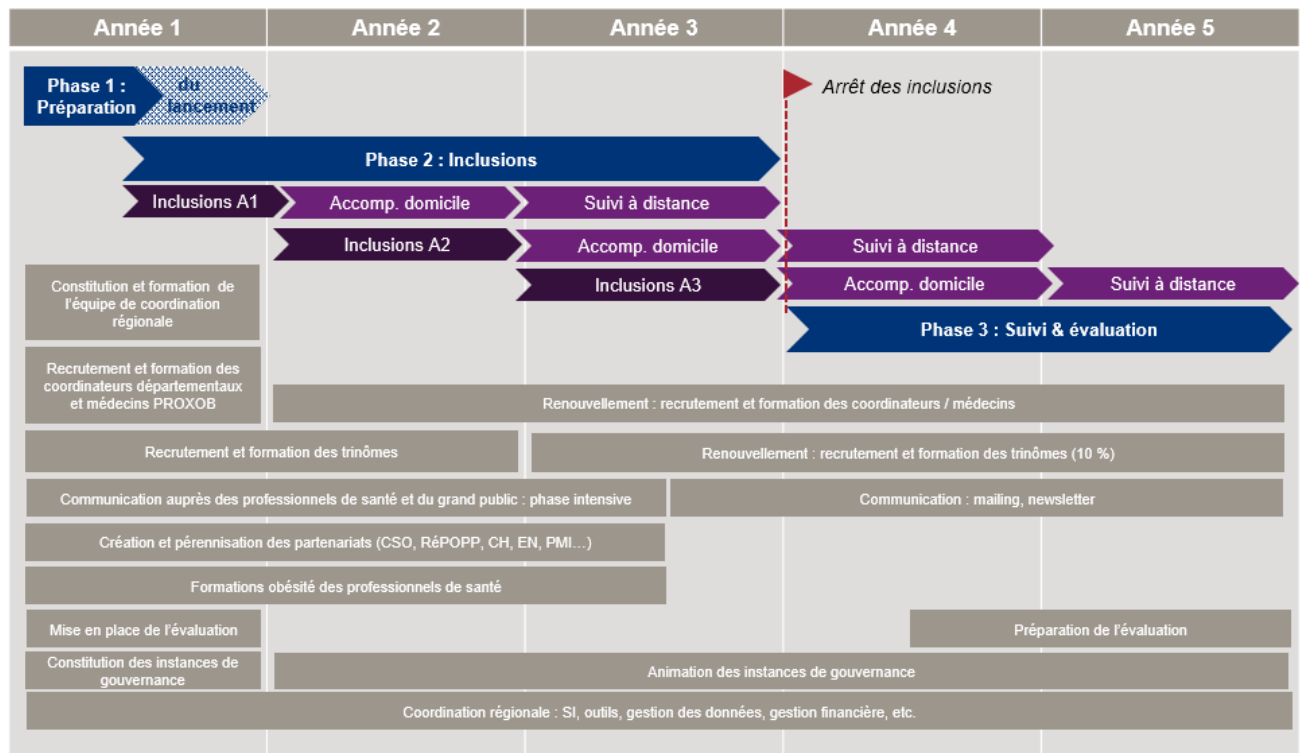 Année 1
Année 2
Année 3
Année 4
Année 5
Phase 1 :
Préparation
du
lancement
Arrêt des inclusions
Phase 2 : Inclusions
Inclusions A1
Accomp. domicile
Suivi à distance
Inclusions A2
Accomp. domicile
Suivi à distance
Inclusions A3
Accomp. domicile
Suivi à distance
Constitution et formation de
l'équipe de coordination
régionale
Phase 3 : Suivi & évaluation
Recrutement et formation des
coordinateurs départementaux
et médecins PROXOB
Renouvellement : recrutement et formation des coordinateurs / médecins
Recrutement et formation des trinômes
Renouvellement : recrutement et formation des trinômes (10 %)
Communication auprès des professionnels de santé et du grand public : phase intensive
Communication : mailing, newsletter
Création et pérennisation des partenariats (CSO, RéPOPP, CH, EN, PMI…)
Formations obésité des professionnels de santé
Mise en place de l'évaluation
Préparation de l'évaluation
Constitution des instances de
gouvernance
Animation des instances de gouvernance
Coordination régionale : SI, outils, gestion des données, gestion financière, etc.